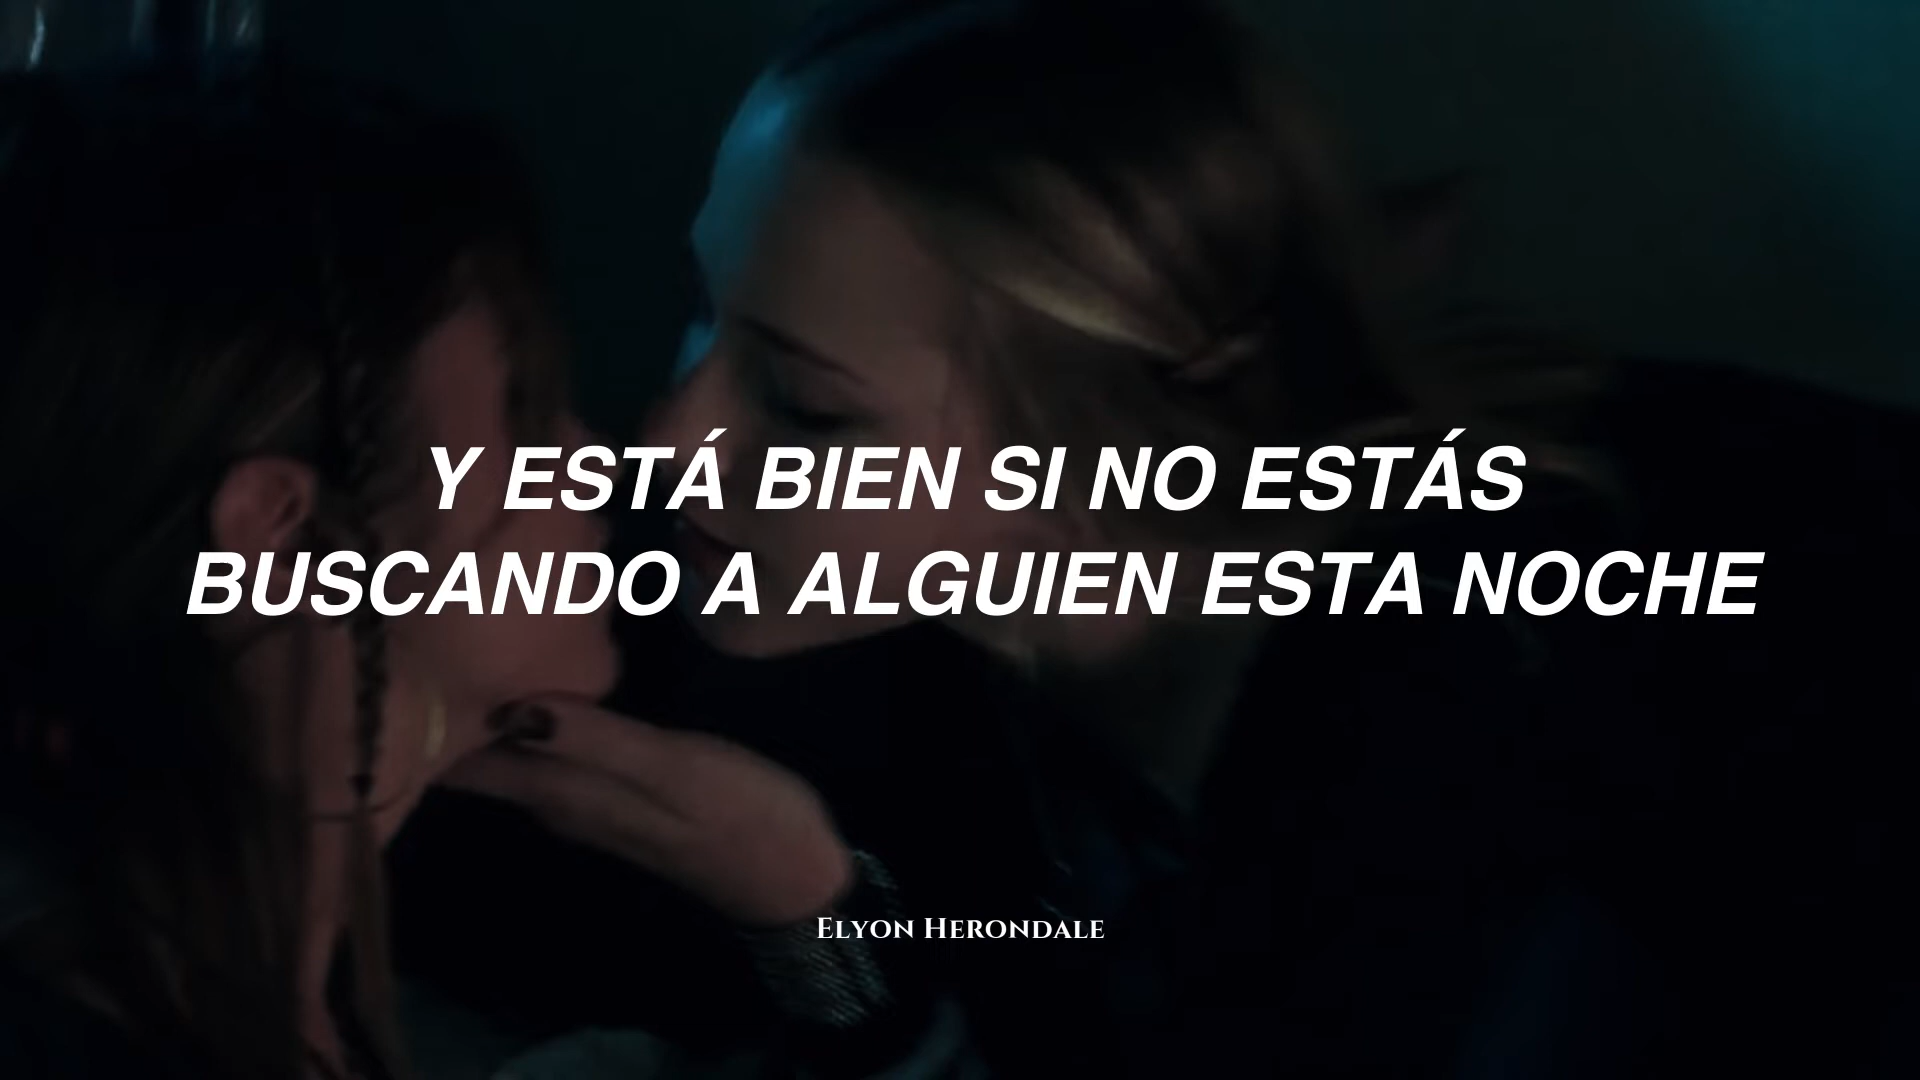 Y ESTÁ BIEN SI NO ESTÁS
BUSCANDO A ALGUIEN ESTA NOCHE
Elyon Herondale